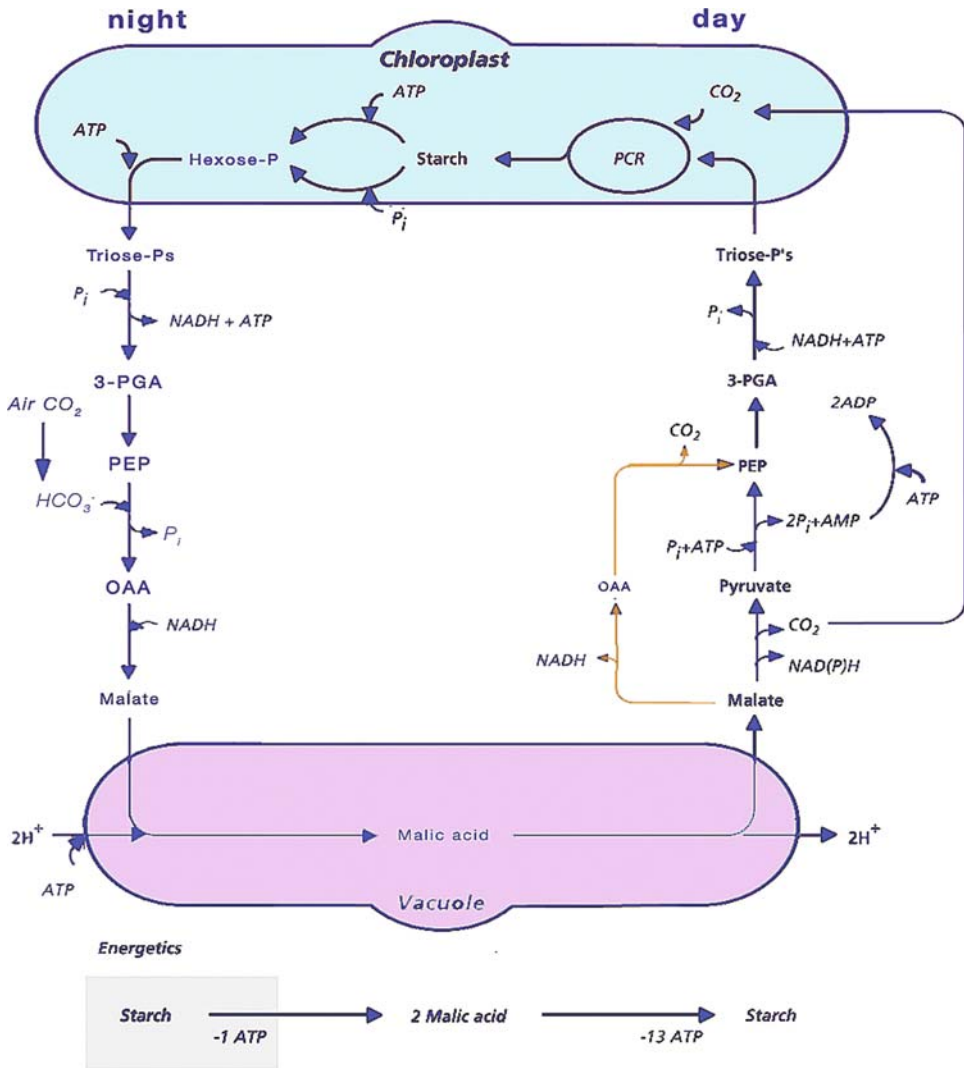 night
day
Chloroplast
ATP
CO2
ATP
Hexose-P
Starch
PCR
Pi
Triose-Ps
Triose-P's
Pi
NADH + ATP
Pi
NADH+ATP
3-PGA
3-PGA
Air CO2
2ADP
CO2
PEP
PEP
HCO3-
ATP
Pi
2Pi+AMP
Pi+ATP
OAA
OAA
Pyruvate
NADH
CO2
NADH
NAD(P)H
Malate
Malate
2H+
Malic acid
2H+
ATP
Vacuole
Energetics
Starch
2 Malic acid
Starch
-1 ATP
-13 ATP